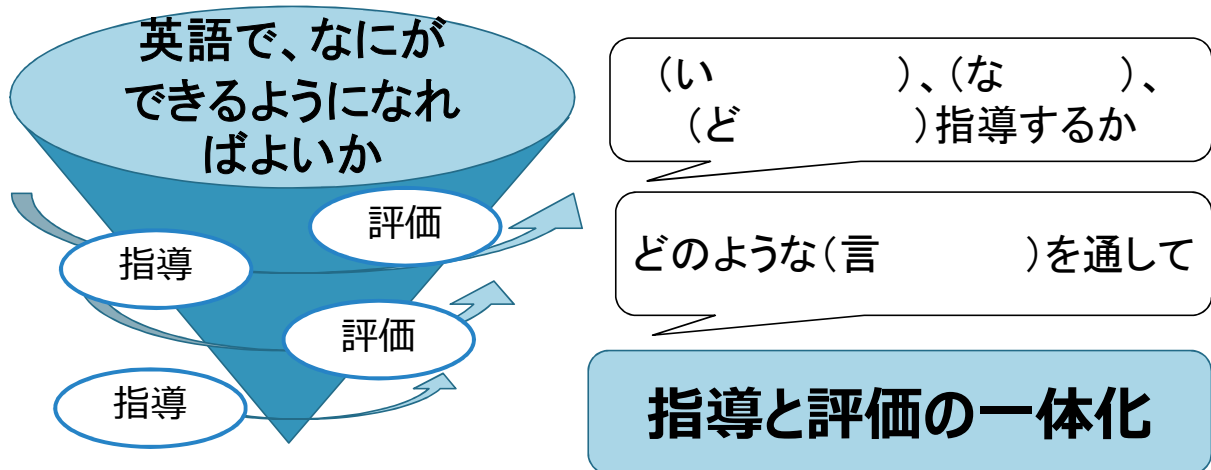 英語で、なにが
できるようになれ
ばよいか
評価
指導
評価
指導
(い　　　　　)、(な　　　)、
(ど　　　　　)指導するか
どのような(言　　　　)を通して
指導と評価の一体化